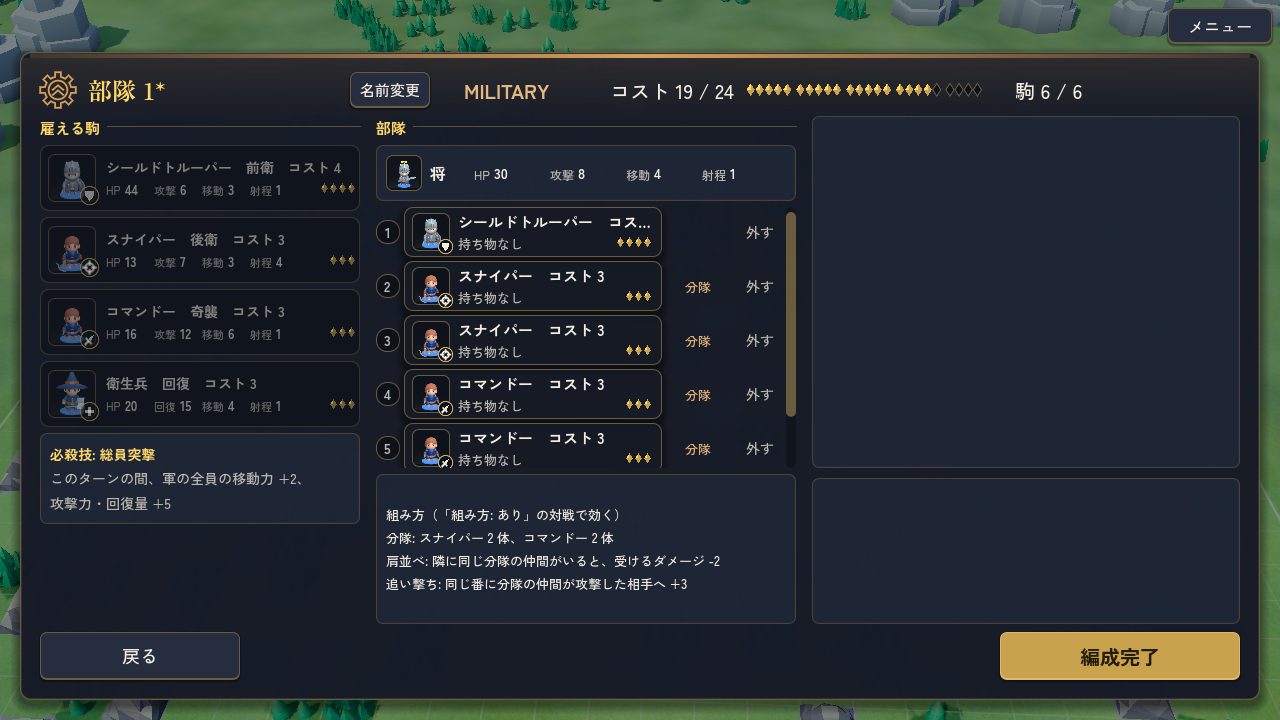 メニュー
部隊 1*
名前変更
MILITARY
コスト 19 / 24
駒 6 / 6
雇える駒
シールドトルーパー 前衛 コスト 4
HP 44 攻撃 6 移動 3 射程 1
スナイパー 後衛 コスト 3
HP 13 攻撃 7 移動 3 射程 4
コマンドー 奇襲 コスト 3
HP 16 攻撃 12 移動 6 射程 1
衛生兵 回復 コスト 3
HP 20 回復 15 移動 4 射程 1
必殺技: 総員突撃
このターンの間、軍の全員の移動力 +2、
攻撃力・回復量 +5
部隊
将 HP 30 攻撃 8 移動 4 射程 1
1
シールドトルーパー コス...
持ち物なし
外す
2
スナイパー コスト 3
持ち物なし
分隊
外す
3
スナイパー コスト 3
持ち物なし
分隊
外す
4
コマンドー コスト 3
持ち物なし
分隊
外す
5
コマンドー コスト 3
持ち物なし
分隊
外す
組み方(「組み方: あり」の対戦で効く)
分隊: スナイパー 2 体、コマンドー 2 体
肩並べ: 隣に同じ分隊の仲間がいると、受けるダメージ -2
追い撃ち: 同じ番に分隊の仲間が攻撃した相手へ +3
戻る
編成完了